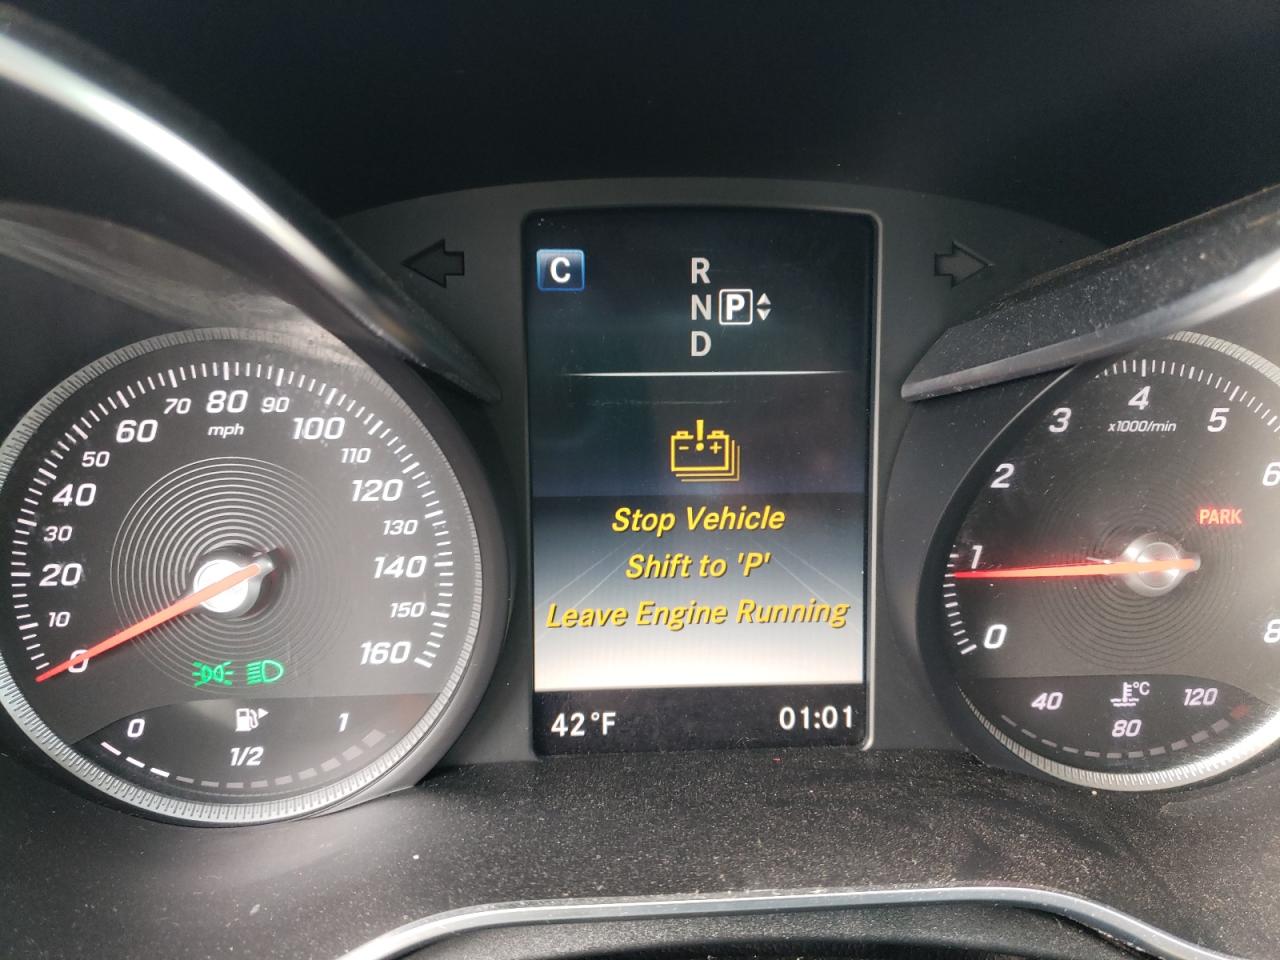 C
R
N P
D
Stop Vehicle
Shift to 'P'
Leave Engine Running
42°F
01:01
0
10
20
30
40
50
60
70
80
90
100
110
120
130
140
150
160
mph
0
1/2
1
0
1
2
3
4
5
6
8
x1000/min
PARK
40
80
120
°C